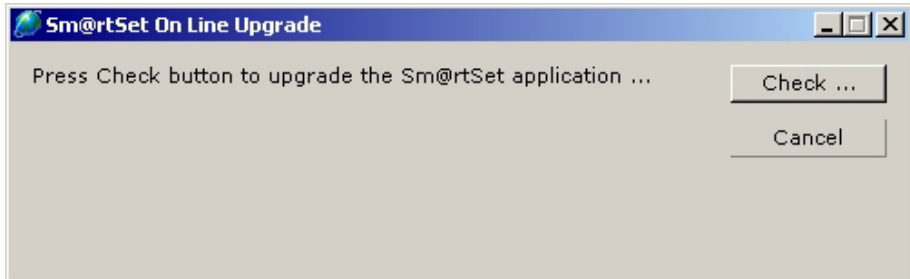 Sm@rtSet On Line Upgrade
Press Check button to upgrade the Sm@rtSet application ...
Check ...
Cancel